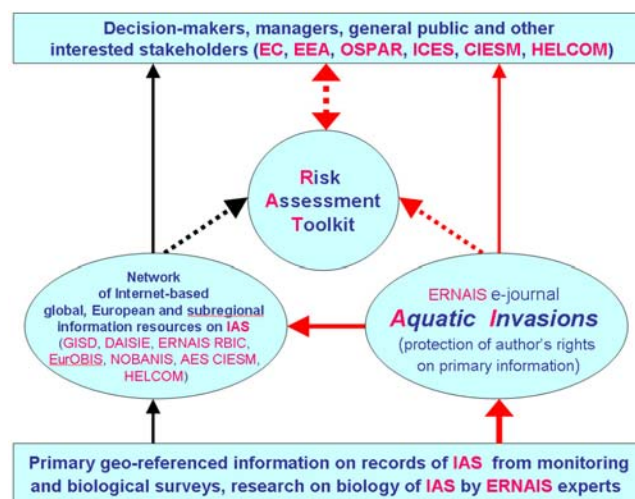 Decision-makers, managers, general public and other
interested stakeholders (EC, EEA, OSPAR, ICES, CIESM, HELCOM)
Risk
Assessment
Toolkit
Network
of Internet-based
global, European and subregional
information resources on IAS
(GISD, DAISIE, ERNAIS RBIC,
EurOBIS, NOBANIS, AES CIESM,
HELCOM)
ERNAIS e-journal
Aquatic Invasions
(protection of author's rights
on primary information)
Primary geo-referenced information on records of IAS from monitoring
and biological surveys, research on biology of IAS by ERNAIS experts